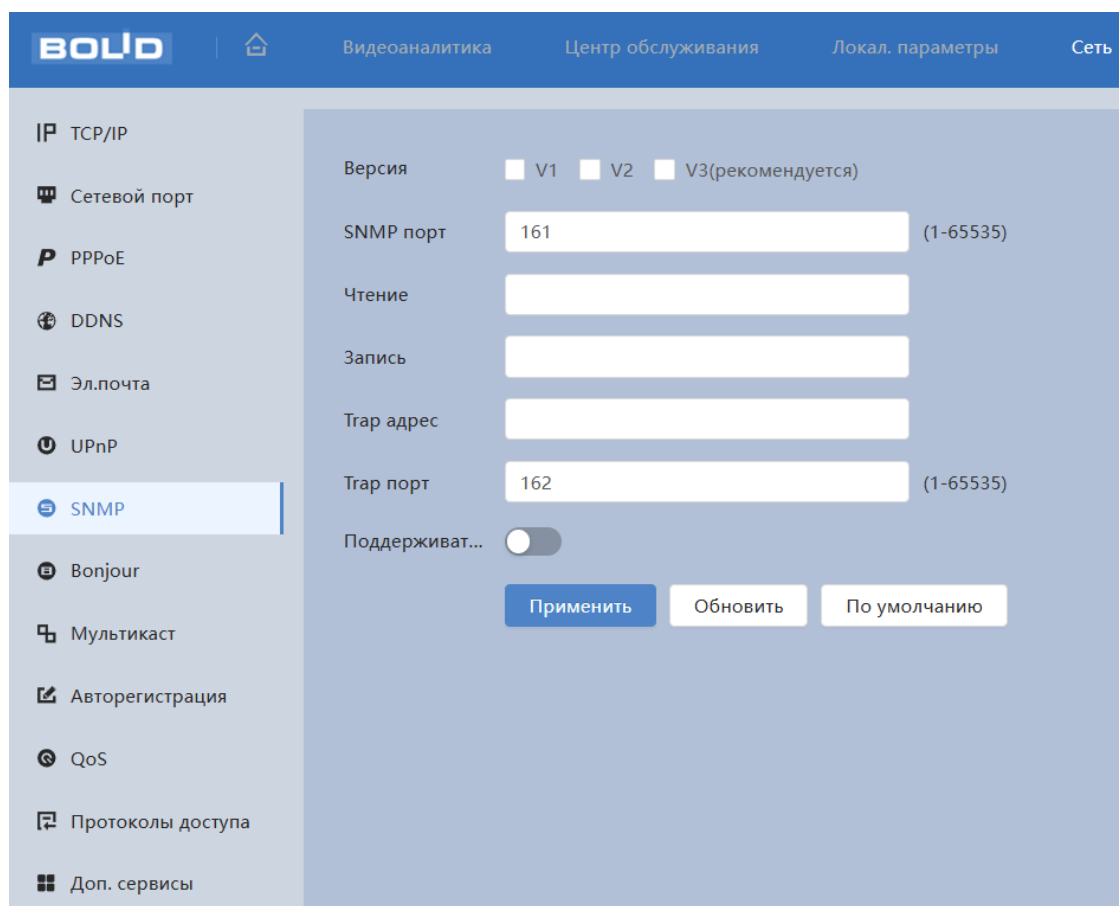 BOLID Видеоаналитика Центр обслуживания Локал. параметры Сеть
TCP/IP
Сетевой порт
PPPoE
DDNS
Эл.почта
UPnP
SNMP
Bonjour
Мультикаст
Авторегистрация
QoS
Протоколы доступа
Доп. сервисы
Версия V1 V2 V3(рекомендуется)
SNMP порт 161 (1-65535)
Чтение
Запись
Trap адрес
Trap порт 162 (1-65535)
Поддерживат...
Применить Обновить По умолчанию